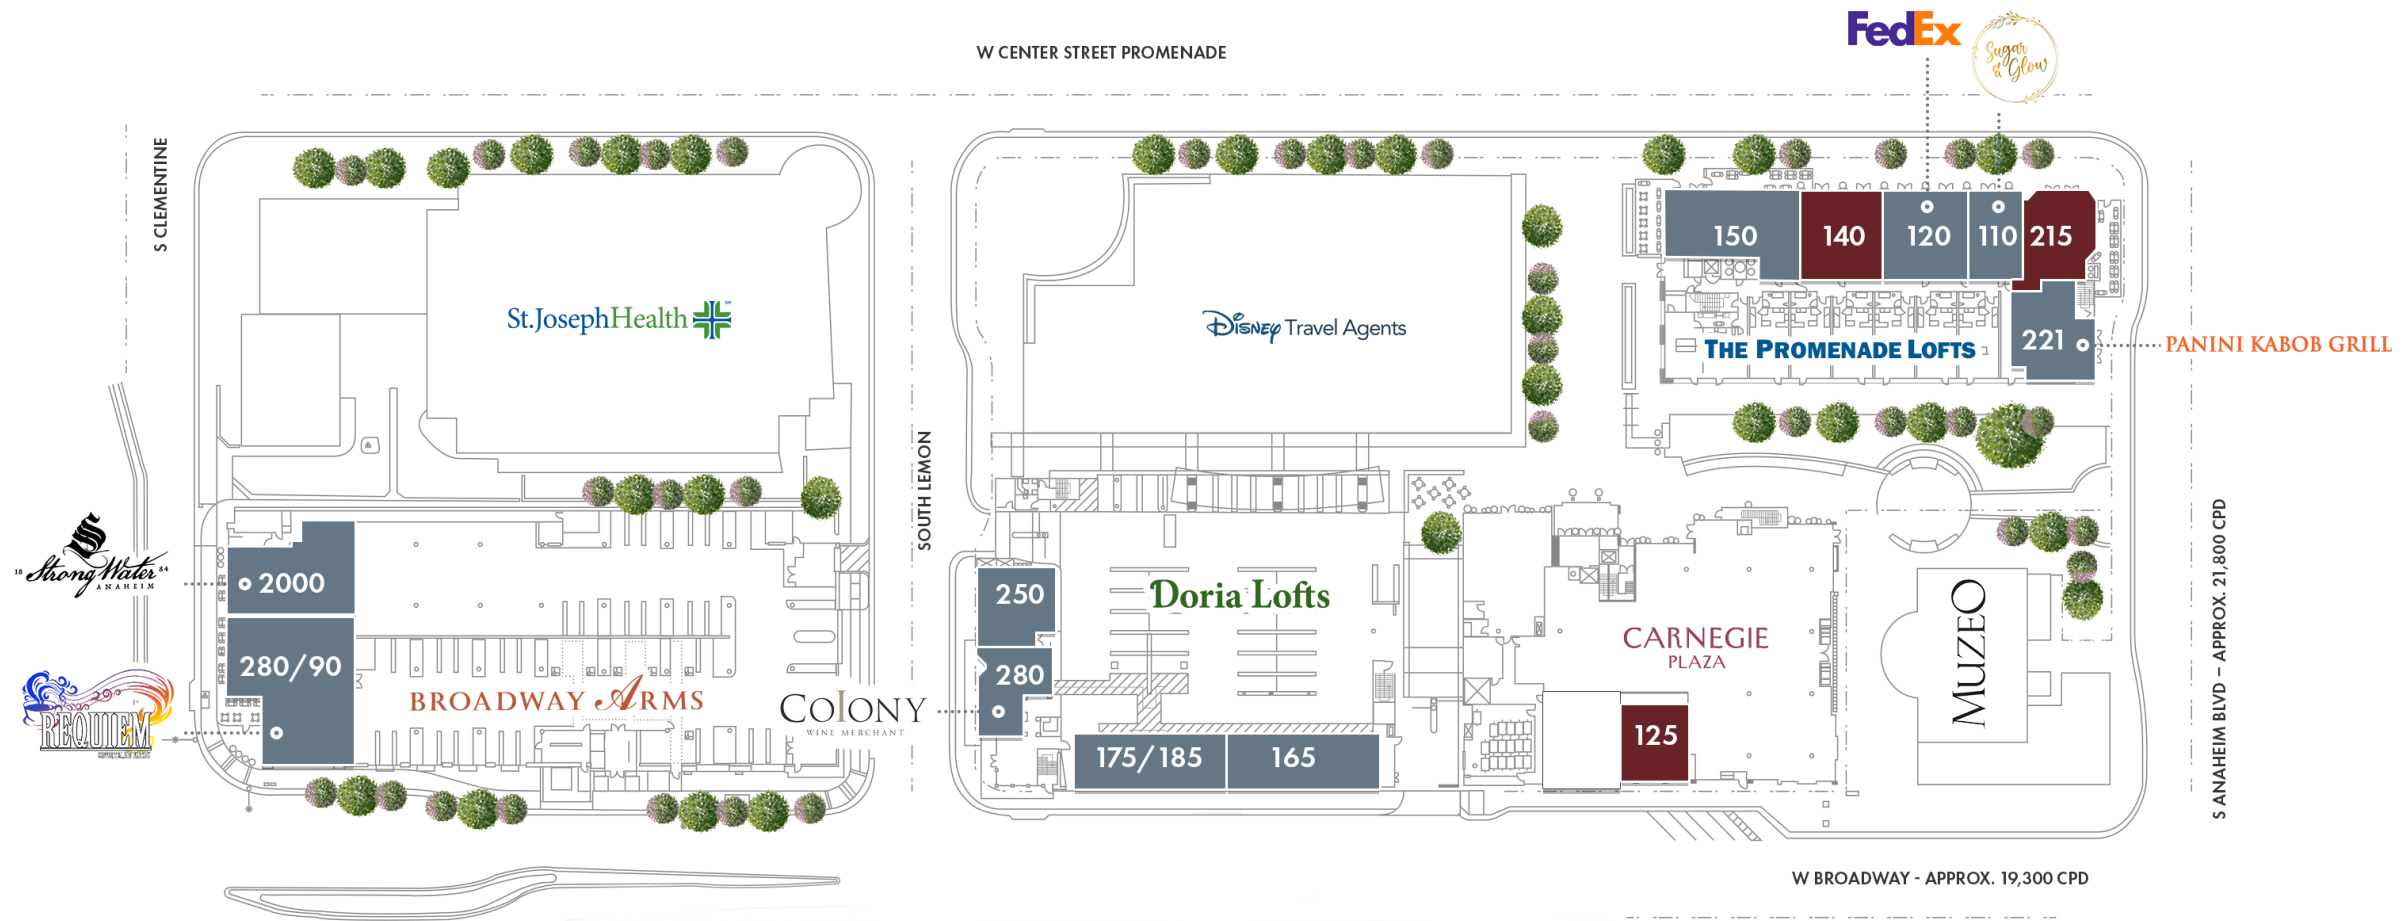 FedEx
Sugar
& Glow
W CENTER STREET PROMENADE
S CLEMENTINE
150
140
120
110
215
St.JosephHealth
SM
Disney Travel Agents
THE PROMENADE LOFTS
221
PANINI KABOB GRILL
SOUTH LEMON
S ANAHEIM BLVD – APPROX. 21,800 CPD
18 Strong Water 84
ANAHEIM
2000
250
Doria Lofts
CARNEGIE
PLAZA
MUZEO
280/90
280
REQUIEM
BROADWAY ARMS
COLONY
WINE MERCHANT
125
175/185
165
W BROADWAY - APPROX. 19,300 CPD